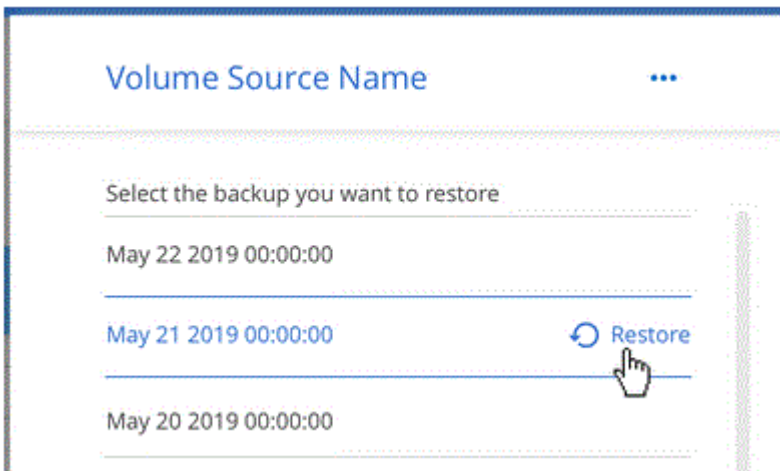 Volume Source Name
Select the backup you want to restore
May 22 2019 00:00:00
May 21 2019 00:00:00 Restore
May 20 2019 00:00:00